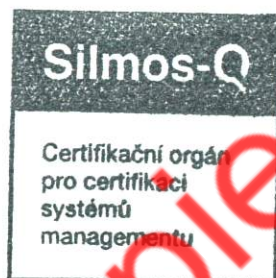 Silmos-Q
Certifikační orgán
pro certifikaci
systémů
managementu